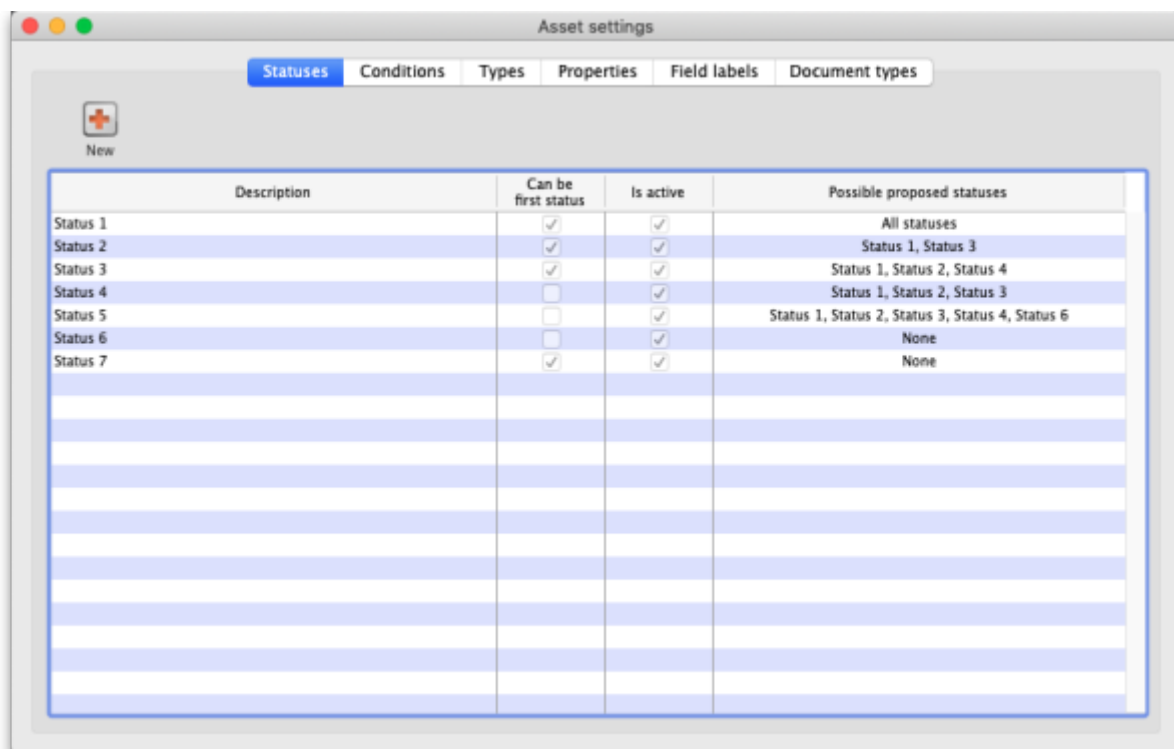 Asset settings
Statuses Conditions Types Properties Field labels Document types
New
Description Can be first status Is active Possible proposed statuses
Status 1 All statuses
Status 2 Status 1, Status 3
Status 3 Status 1, Status 2, Status 4
Status 4 Status 1, Status 2, Status 3
Status 5 Status 1, Status 2, Status 3, Status 4, Status 6
Status 6 None
Status 7 None